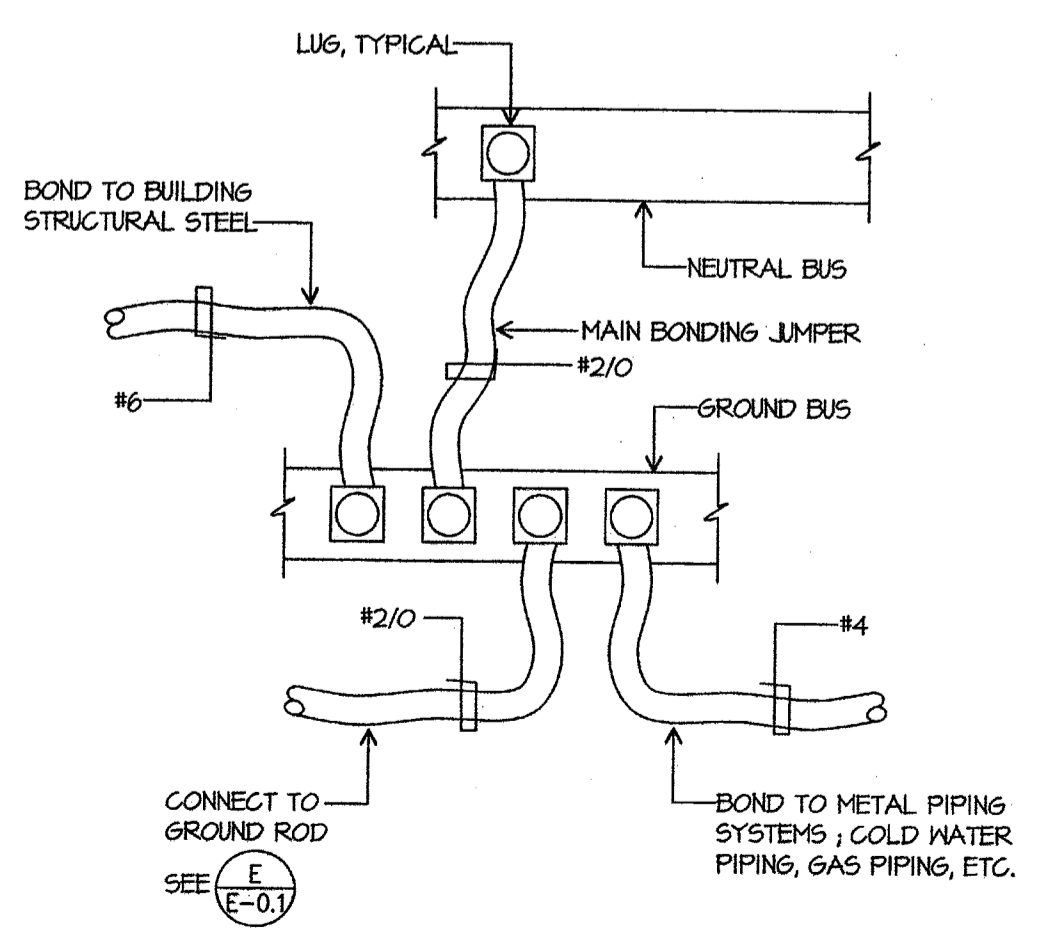 LUG, TYPICAL
BOND TO BUILDING
STRUCTURAL STEEL
NEUTRAL BUS
MAIN BONDING JUMPER
#2/0
#6
GROUND BUS
#2/0
#4
CONNECT TO
GROUND ROD
SEE E
E-0.1
BOND TO METAL PIPING
SYSTEMS ; COLD WATER
PIPING, GAS PIPING, ETC.